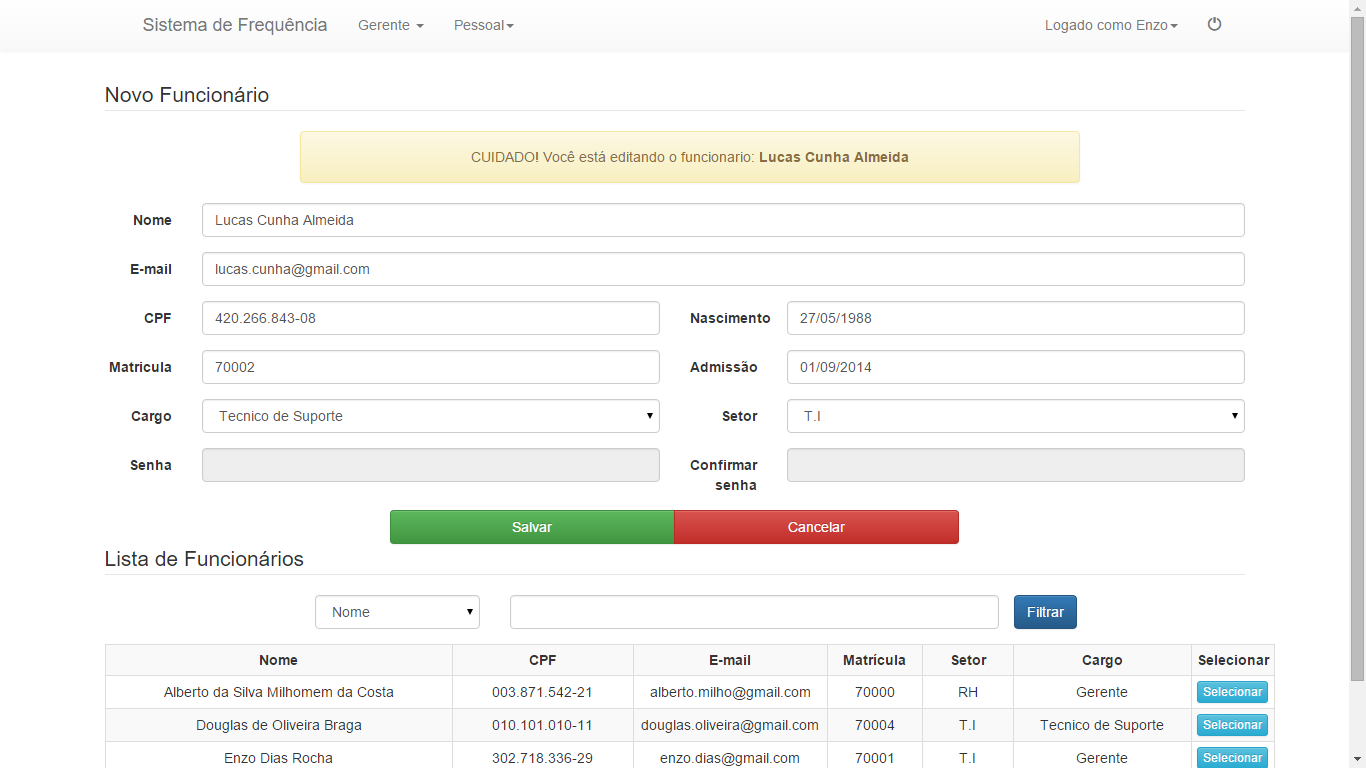 Sistema de Frequência Gerente Pessoal Logado como Enzo
Novo Funcionário
CUIDADO! Você está editando o funcionario: Lucas Cunha Almeida
Nome Lucas Cunha Almeida
E-mail lucas.cunha@gmail.com
CPF 420.266.843-08 Nascimento 27/05/1988
Matricula 70002 Admissão 01/09/2014
Cargo Tecnico de Suporte Setor T.I
Senha Confirmar
senha
Salvar Cancelar
Lista de Funcionários
Nome Filtrar
Nome CPF E-mail Matrícula Setor Cargo Selecionar
Alberto da Silva Milhomem da Costa 003.871.542-21 alberto.milho@gmail.com 70000 RH Gerente Selecionar
Douglas de Oliveira Braga 010.101.010-11 douglas.oliveira@gmail.com 70004 T.I Tecnico de Suporte Selecionar
Enzo Dias Rocha 302.718.336-29 enzo.dias@gmail.com 70001 T.I Gerente Selecionar